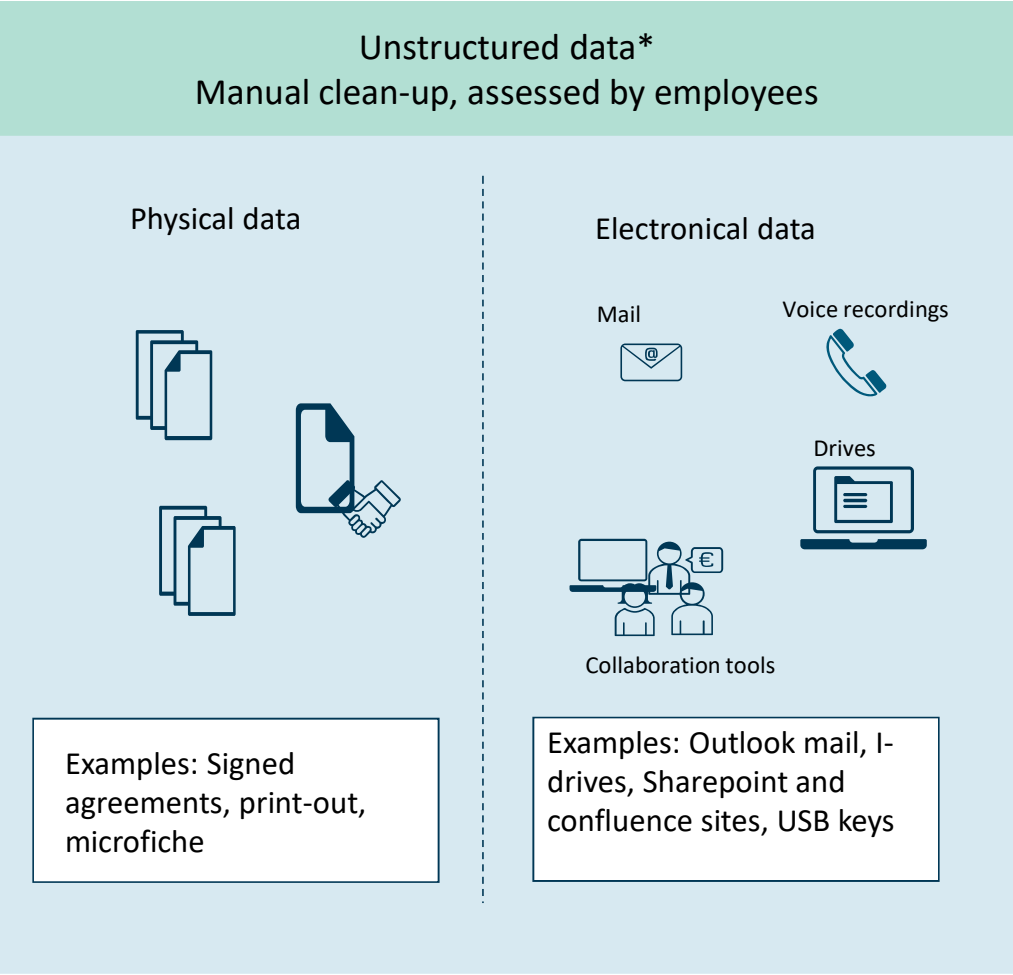 Unstructured data*
Manual clean-up, assessed by employees
Physical data
Examples: Signed
agreements, print-out,
microfiche
Electronical data
Mail
@
Voice recordings
Drives
€
Collaboration tools
Examples: Outlook mail, I-
drives, Sharepoint and
confluence sites, USB keys